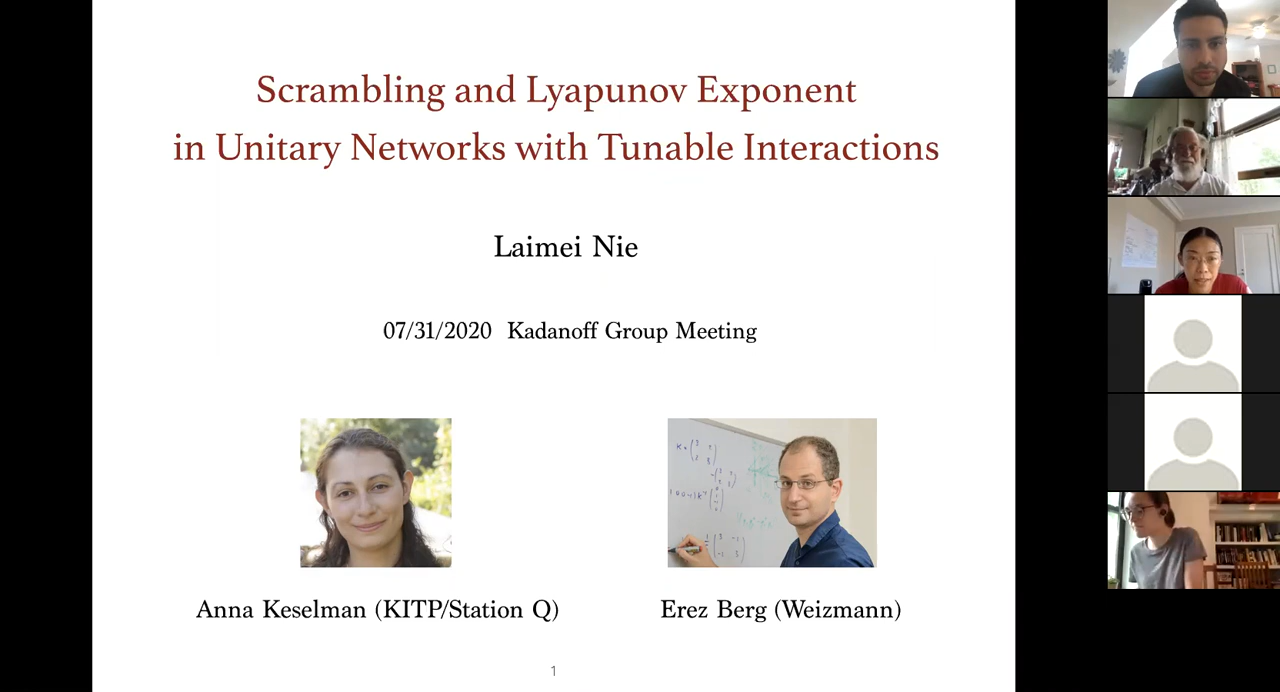 Scrambling and Lyapunov Exponent
in Unitary Networks with Tunable Interactions
Laimei Nie
07/31/2020 Kadanoff Group Meeting
Anna Keselman (KITP/Station Q)
Erez Berg (Weizmann)
1